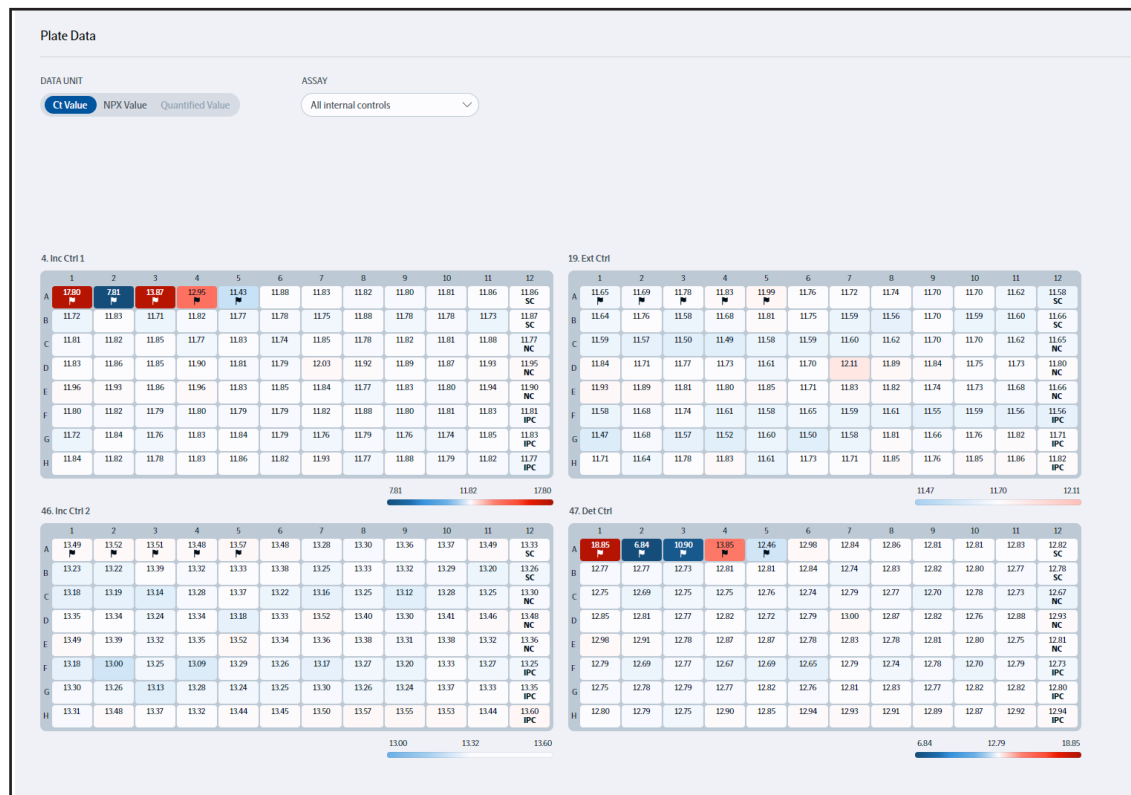 Plate Data
DATA UNIT ASSAY
Ct Value NPX Value Quantified Value All internal controls
4. Inc Ctrl 1
1 2 3 4 5 6 7 8 9 10 11 12
A 17.80 7.81 13.87 12.95 11.43 11.88 11.83 11.82 11.80 11.81 11.86 11.86
SC
B 11.72 11.83 11.71 11.82 11.77 11.78 11.75 11.88 11.78 11.78 11.73 11.87
SC
C 11.81 11.82 11.85 11.77 11.83 11.74 11.85 11.78 11.82 11.81 11.88 11.77
NC
D 11.83 11.86 11.85 11.90 11.81 11.79 12.03 11.92 11.89 11.87 11.93 11.95
NC
E 11.96 11.93 11.86 11.96 11.83 11.85 11.84 11.77 11.83 11.80 11.94 11.90
NC
F 11.80 11.82 11.79 11.80 11.79 11.79 11.82 11.88 11.80 11.81 11.83 11.81
IPC
G 11.72 11.84 11.76 11.83 11.84 11.79 11.76 11.79 11.76 11.74 11.85 11.83
IPC
H 11.84 11.82 11.78 11.83 11.86 11.82 11.93 11.77 11.88 11.79 11.82 11.77
IPC
7.81 11.82 17.80
19. Ext Ctrl
1 2 3 4 5 6 7 8 9 10 11 12
A 11.65 11.69 11.78 11.83 11.99 11.76 11.72 11.74 11.70 11.70 11.62 11.58
SC
B 11.64 11.76 11.58 11.68 11.81 11.75 11.59 11.56 11.70 11.59 11.60 11.66
SC
C 11.59 11.57 11.50 11.49 11.58 11.59 11.60 11.62 11.70 11.70 11.62 11.65
NC
D 11.84 11.71 11.77 11.73 11.61 11.70 12.11 11.89 11.84 11.75 11.73 11.80
NC
E 11.93 11.89 11.81 11.80 11.85 11.71 11.83 11.82 11.74 11.73 11.68 11.66
NC
F 11.58 11.68 11.74 11.61 11.58 11.65 11.59 11.61 11.55 11.59 11.56 11.56
IPC
G 11.47 11.68 11.57 11.52 11.60 11.50 11.58 11.81 11.66 11.76 11.82 11.71
IPC
H 11.71 11.64 11.78 11.83 11.61 11.73 11.71 11.85 11.76 11.85 11.86 11.82
IPC
11.47 11.70 12.11
46. Inc Ctrl 2
1 2 3 4 5 6 7 8 9 10 11 12
A 13.49 13.52 13.51 13.48 13.57 13.48 13.28 13.30 13.36 13.37 13.49 13.33
SC
B 13.23 13.22 13.39 13.32 13.33 13.38 13.25 13.33 13.32 13.29 13.20 13.26
SC
C 13.18 13.19 13.14 13.28 13.37 13.22 13.16 13.25 13.12 13.28 13.25 13.30
NC
D 13.35 13.34 13.24 13.34 13.18 13.33 13.52 13.40 13.30 13.41 13.46 13.48
NC
E 13.49 13.39 13.32 13.35 13.52 13.34 13.36 13.38 13.31 13.38 13.32 13.36
NC
F 13.18 13.00 13.25 13.09 13.29 13.26 13.17 13.27 13.20 13.33 13.27 13.25
IPC
G 13.30 13.26 13.13 13.28 13.24 13.25 13.30 13.26 13.24 13.37 13.33 13.35
IPC
H 13.31 13.48 13.37 13.32 13.44 13.45 13.50 13.57 13.55 13.53 13.44 13.60
IPC
13.00 13.32 13.60
47. Det Ctrl
1 2 3 4 5 6 7 8 9 10 11 12
A 18.85 6.84 10.90 13.85 12.46 12.98 12.84 12.86 12.81 12.81 12.83 12.82
SC
B 12.77 12.77 12.73 12.81 12.81 12.84 12.74 12.83 12.82 12.80 12.77 12.78
SC
C 12.75 12.69 12.75 12.75 12.76 12.74 12.79 12.77 12.70 12.78 12.73 12.67
NC
D 12.85 12.81 12.77 12.82 12.72 12.79 13.00 12.87 12.82 12.76 12.88 12.93
NC
E 12.98 12.91 12.78 12.87 12.87 12.78 12.83 12.78 12.81 12.80 12.75 12.81
NC
F 12.79 12.69 12.77 12.67 12.69 12.65 12.79 12.74 12.78 12.70 12.79 12.73
IPC
G 12.75 12.78 12.79 12.77 12.82 12.76 12.81 12.83 12.77 12.82 12.82 12.80
IPC
H 12.80 12.79 12.75 12.90 12.85 12.94 12.93 12.91 12.89 12.87 12.92 12.94
IPC
6.84 12.79 18.85